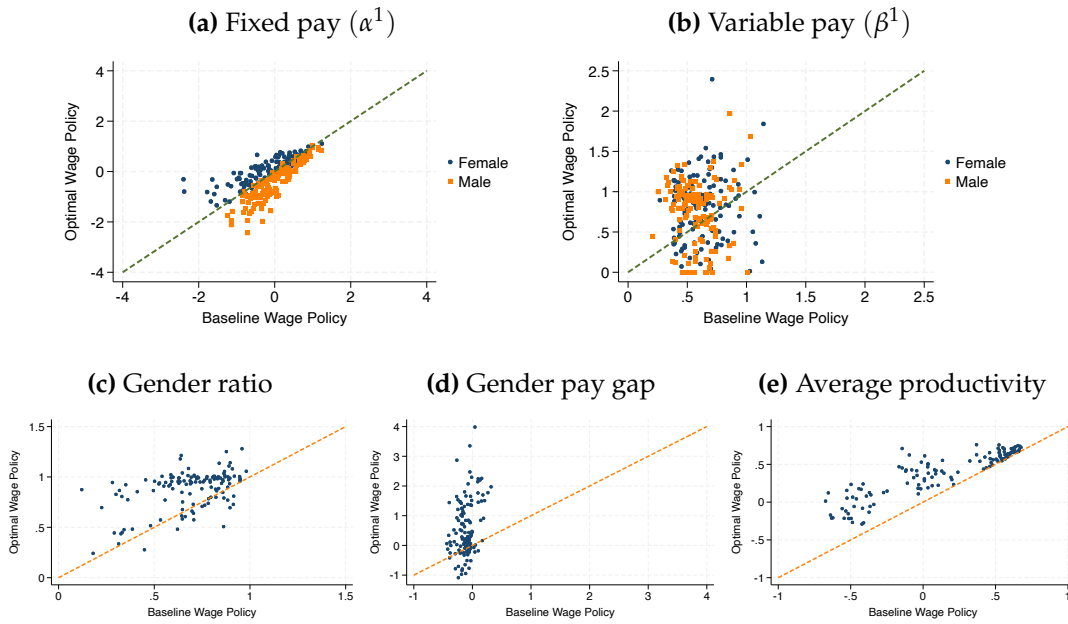 (a) Fixed pay (α¹)
(b) Variable pay (β¹)
Optimal Wage Policy
4
2
0
-2
-4
-4 -2 0 2 4
Baseline Wage Policy
Female
Male
Optimal Wage Policy
2.5
2
1.5
1
.5
0
0 .5 1 1.5 2 2.5
Baseline Wage Policy
Female
Male
(c) Gender ratio
(d) Gender pay gap
(e) Average productivity
Optimal Wage Policy
1.5
1
.5
0
0 .5 1 1.5
Baseline Wage Policy
Optimal Wage Policy
4
3
2
1
0
-1
-1 0 1 2 3 4
Baseline Wage Policy
Optimal Wage Policy
1
.5
0
-.5
-1
-1 -.5 0 .5 1
Baseline Wage Policy